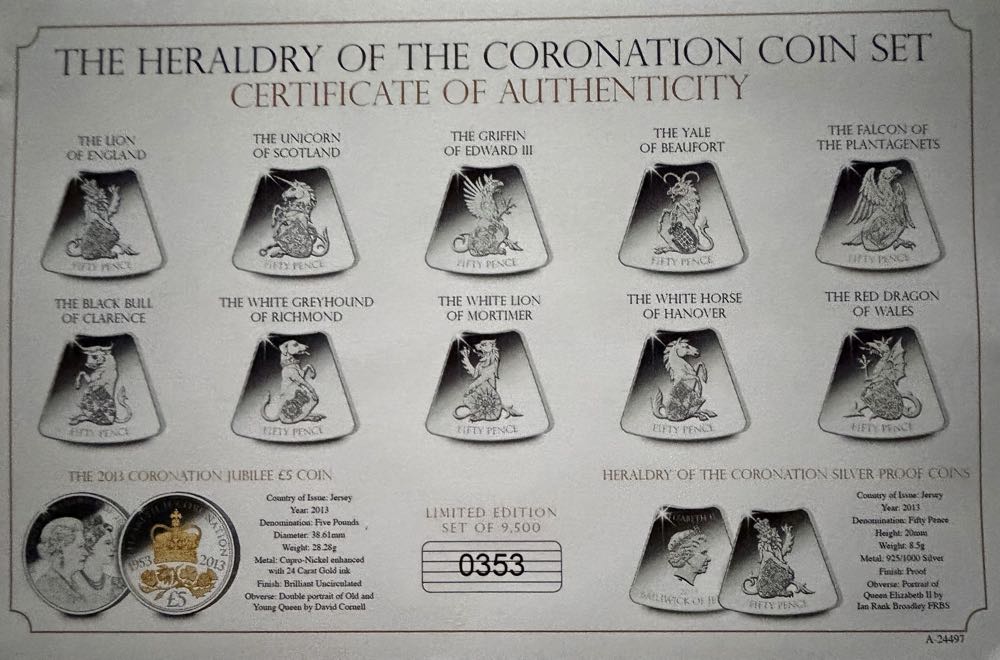 THE HERALDRY OF THE CORONATION COIN SET
CERTIFICATE OF AUTHENTICITY
THE LION
OF ENGLAND
THE UNICORN
OF SCOTLAND
THE GRIFFIN
OF EDWARD III
THE YALE
OF BEAUFORT
THE FALCON OF
THE PLANTAGENETS
FIFTY PENCE
FIFTY PENCE
FIFTY PENCE
FIFTY PENCE
FIFTY PENCE
THE BLACK BULL
OF CLARENCE
THE WHITE GREYHOUND
OF RICHMOND
THE WHITE LION
OF MORTIMER
THE WHITE HORSE
OF HANOVER
THE RED DRAGON
OF WALES
FIFTY PENCE
FIFTY PENCE
FIFTY PENCE
FIFTY PENCE
FIFTY PENCE
THE 2013 CORONATION JUBILEE £5 COIN
CORONATION
1953 2013
£5
Country of Issue: Jersey
Year: 2013
Denomination: Five Pounds
Diameter: 38.61mm
Weight: 28.28g
Metal: Cupro-Nickel enhanced
with 24 Carat Gold ink
Finish: Brilliant Uncirculated
Obverse: Double portrait of Old and
Young Queen by David Cornell
LIMITED EDITION
SET OF 9,500
0353
HERALDRY OF THE CORONATION SILVER PROOF COINS
ELIZABETH II
BAILIWICK OF JE
FIFTY PENCE
Country of Issue: Jersey
Year: 2013
Denomination: Fifty Pence
Height: 20mm
Weight: 8.5g
Metal: 925/1000 Silver
Finish: Proof
Obverse: Portrait of
Queen Elizabeth II by
Ian Rank Broadley FRBS
A-24497